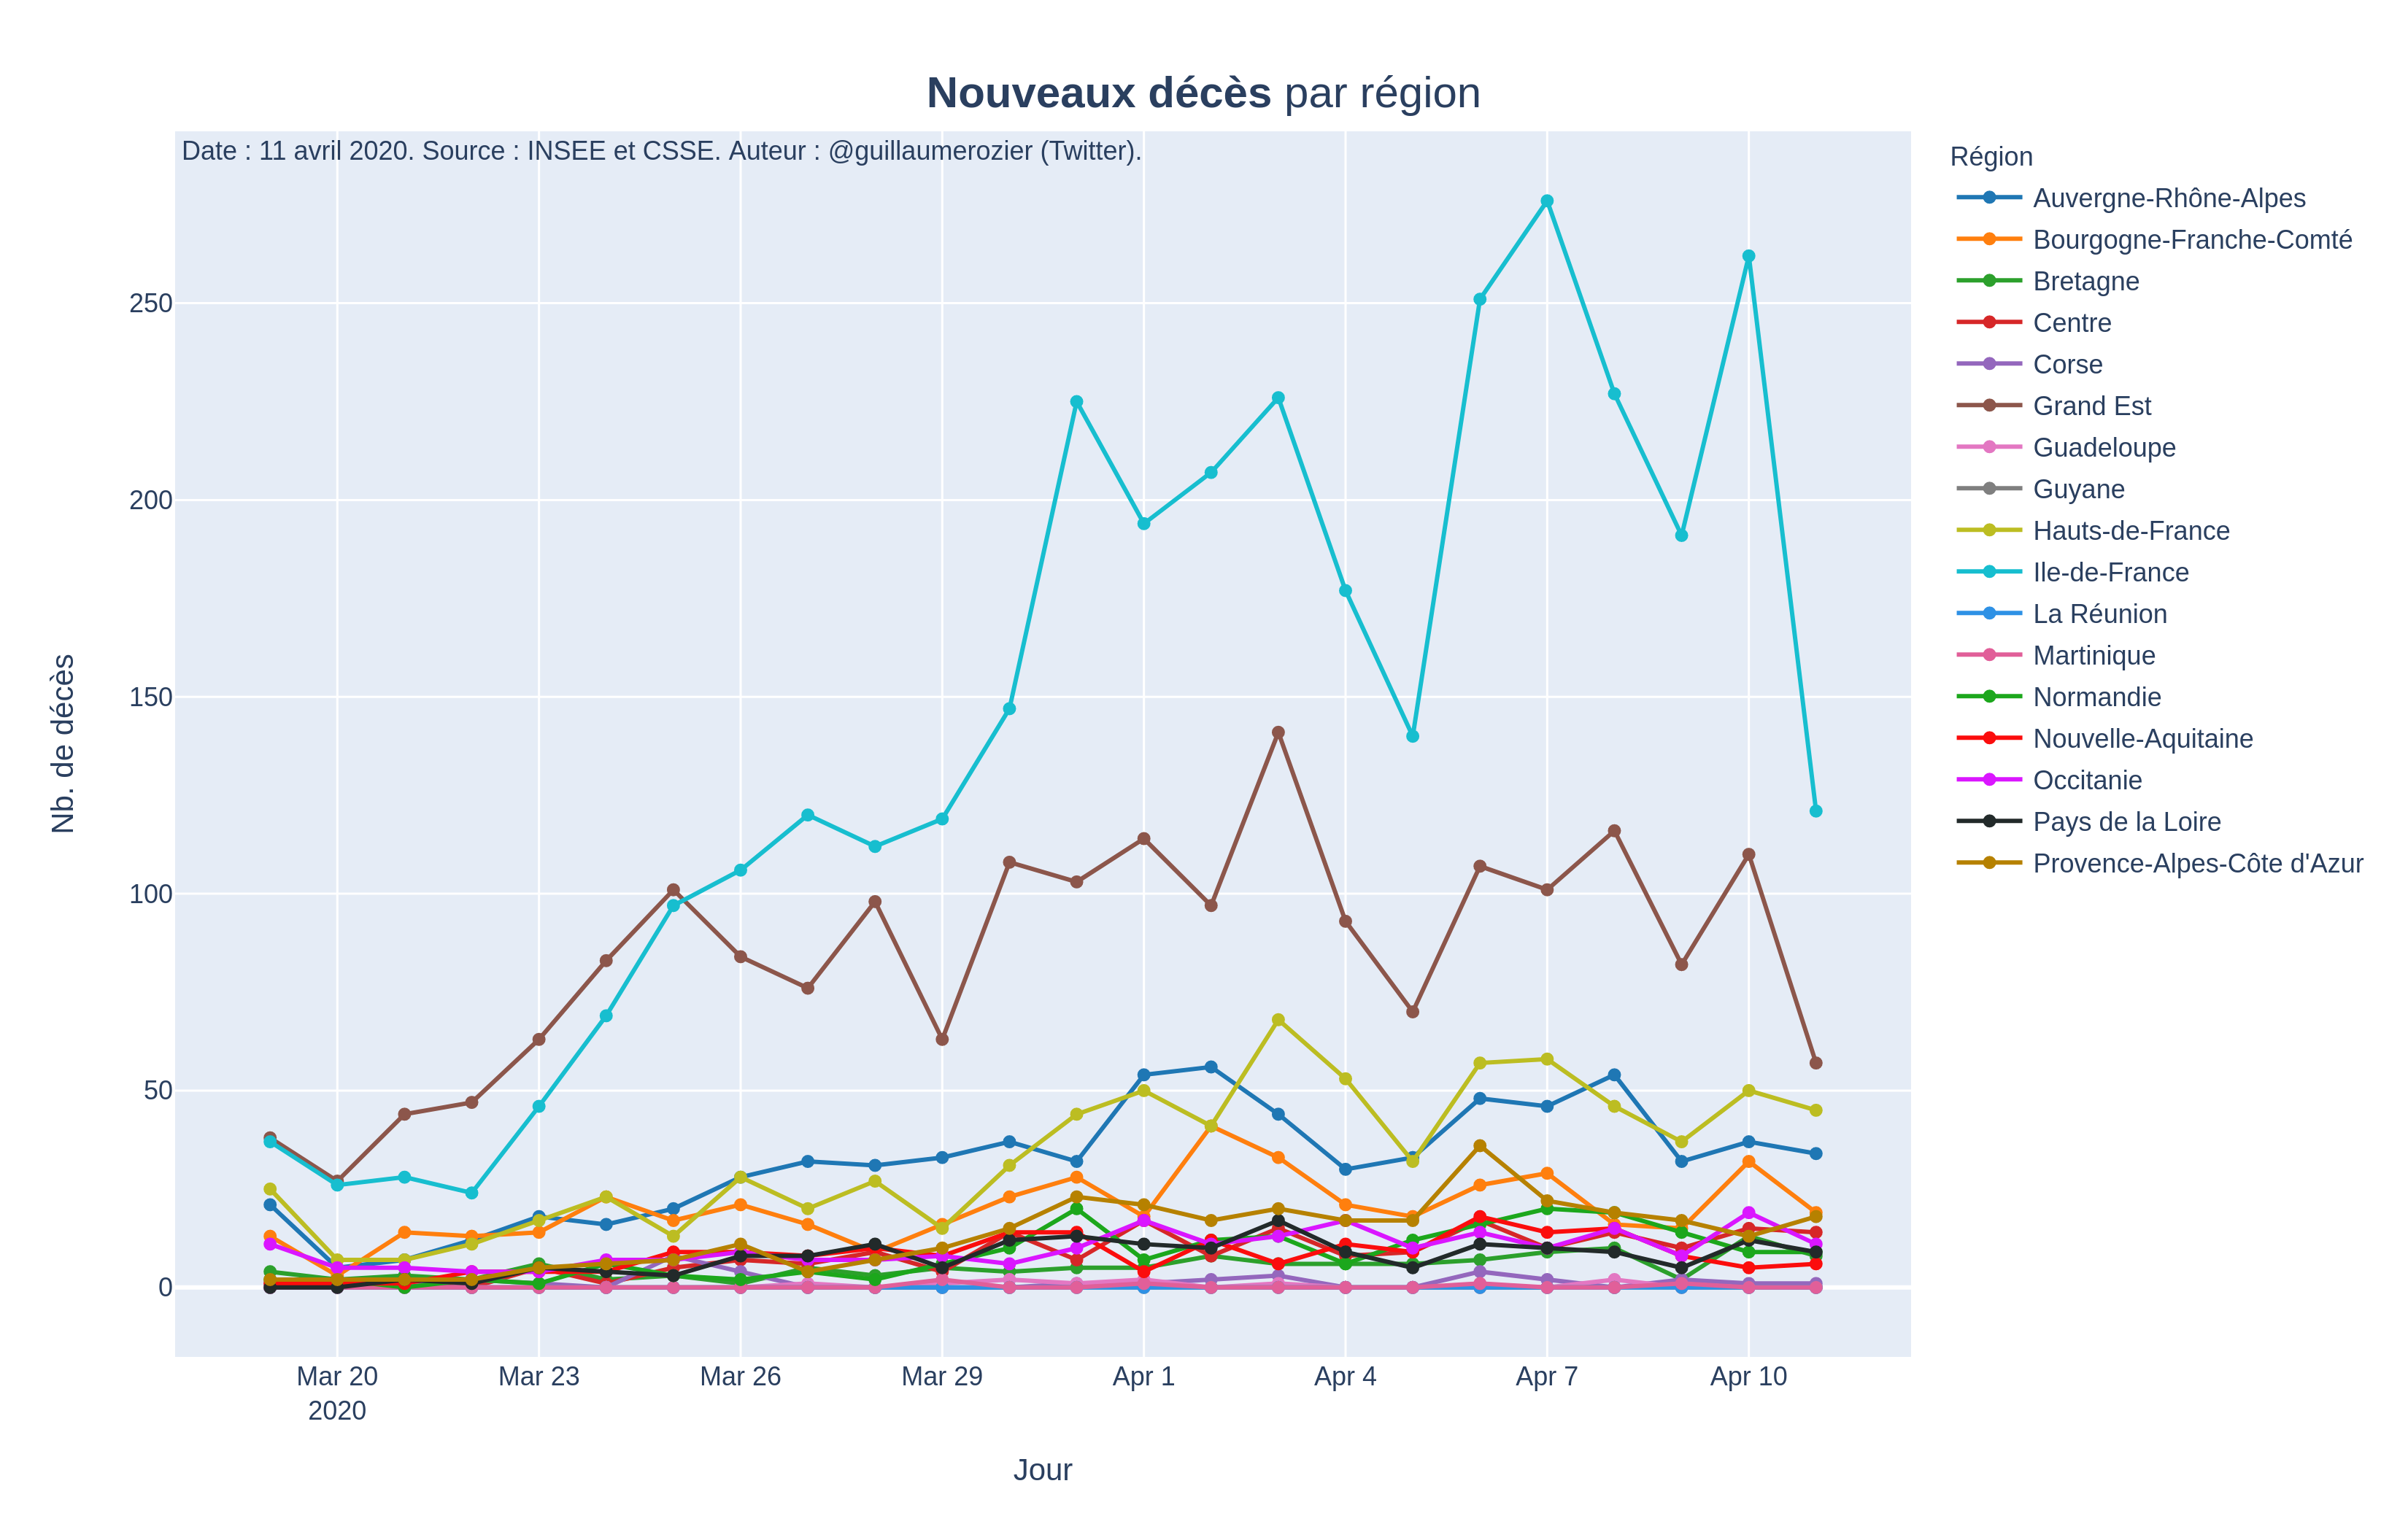 Nouveaux décès par région
Date : 11 avril 2020. Source : INSEE et CSSE. Auteur : @guillaumerozier (Twitter).
Nb. de décès
250
200
150
100
50
0
Mar 20
2020
Mar 23
Mar 26
Mar 29
Apr 1
Apr 4
Apr 7
Apr 10
Jour
Région
Auvergne-Rhône-Alpes
Bourgogne-Franche-Comté
Bretagne
Centre
Corse
Grand Est
Guadeloupe
Guyane
Hauts-de-France
Ile-de-France
La Réunion
Martinique
Normandie
Nouvelle-Aquitaine
Occitanie
Pays de la Loire
Provence-Alpes-Côte d'Azur